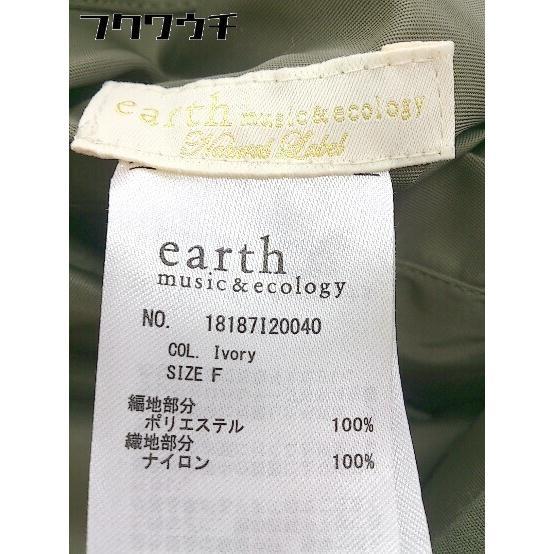 フクワウチ
earth music&ecology
Natural Label
earth
music&ecology
NO. 18187I20040
COL. Ivory
SIZE F
編地部分
ポリエステル 100%
織地部分
ナイロン 100%